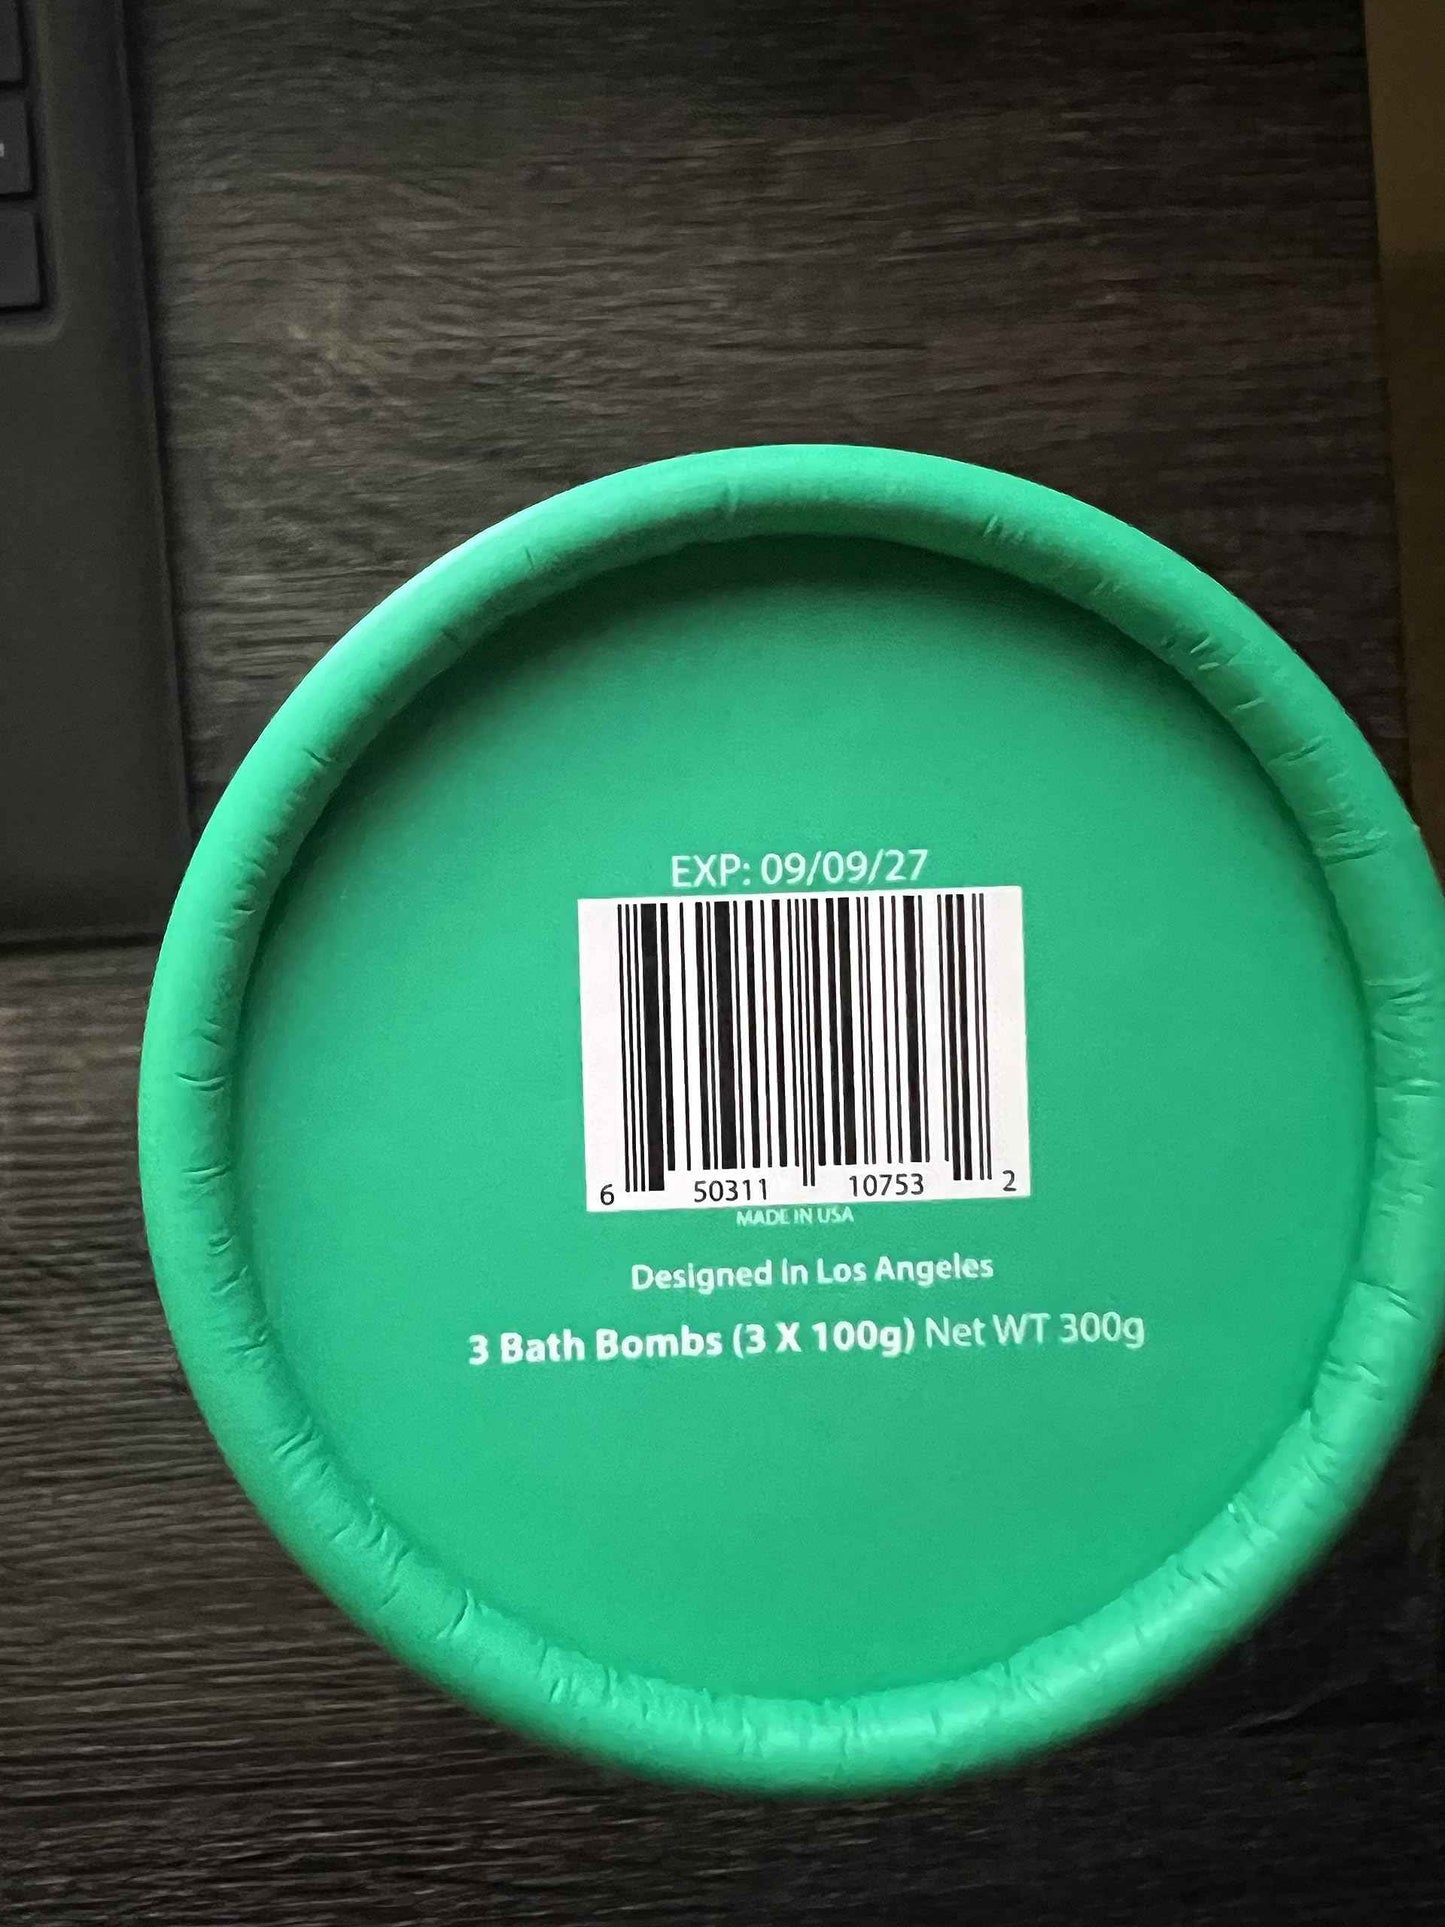 EXP: 09/09/27
6 50311 10753 2
MADE IN USA
Designed In Los Angeles
3 Bath Bombs (3 X 100g) Net WT 300g